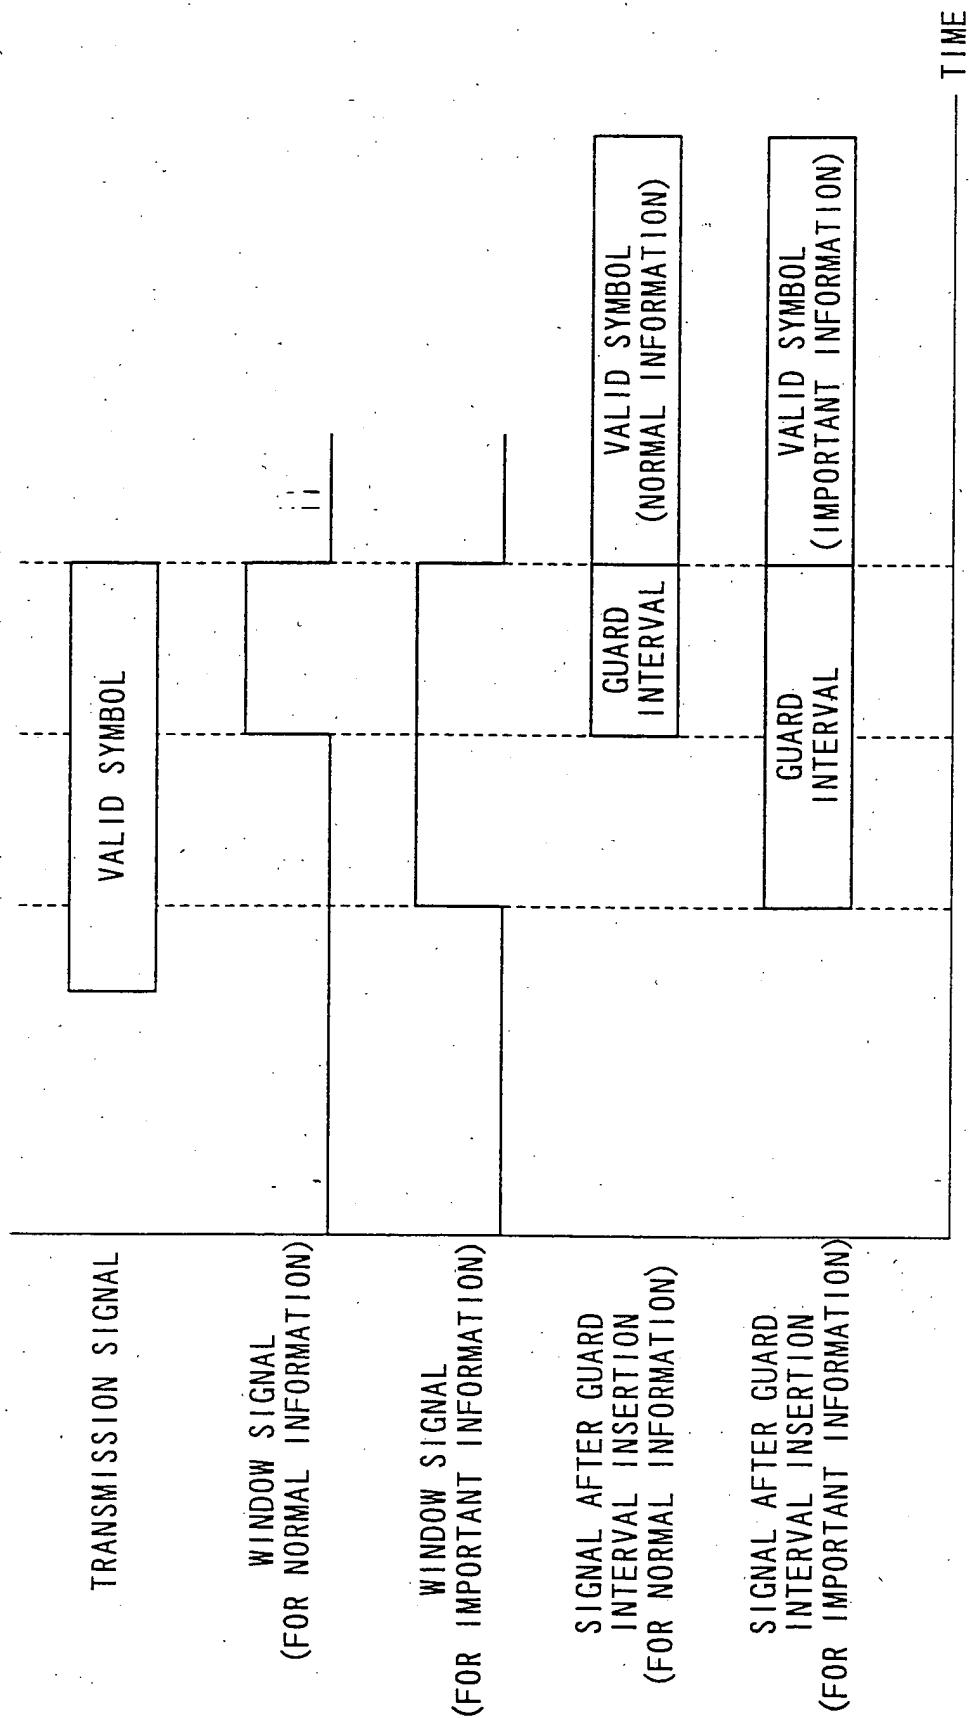 TRANSMISSION SIGNAL
VALID SYMBOL
WINDOW SIGNAL
(FOR NORMAL INFORMATION)
WINDOW SIGNAL
(FOR IMPORTANT INFORMATION)
SIGNAL AFTER GUARD
INTERVAL INSERTION
(FOR NORMAL INFORMATION)
GUARD
INTERVAL
VALID SYMBOL
(NORMAL INFORMATION)
SIGNAL AFTER GUARD
INTERVAL INSERTION
(FOR IMPORTANT INFORMATION)
GUARD
INTERVAL
VALID SYMBOL
(IMPORTANT INFORMATION)
TIME